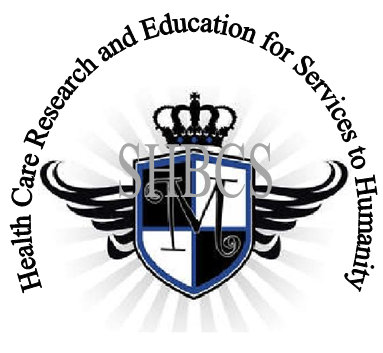 Health Care Research and Education for Services to Humanity
SHBCS
M